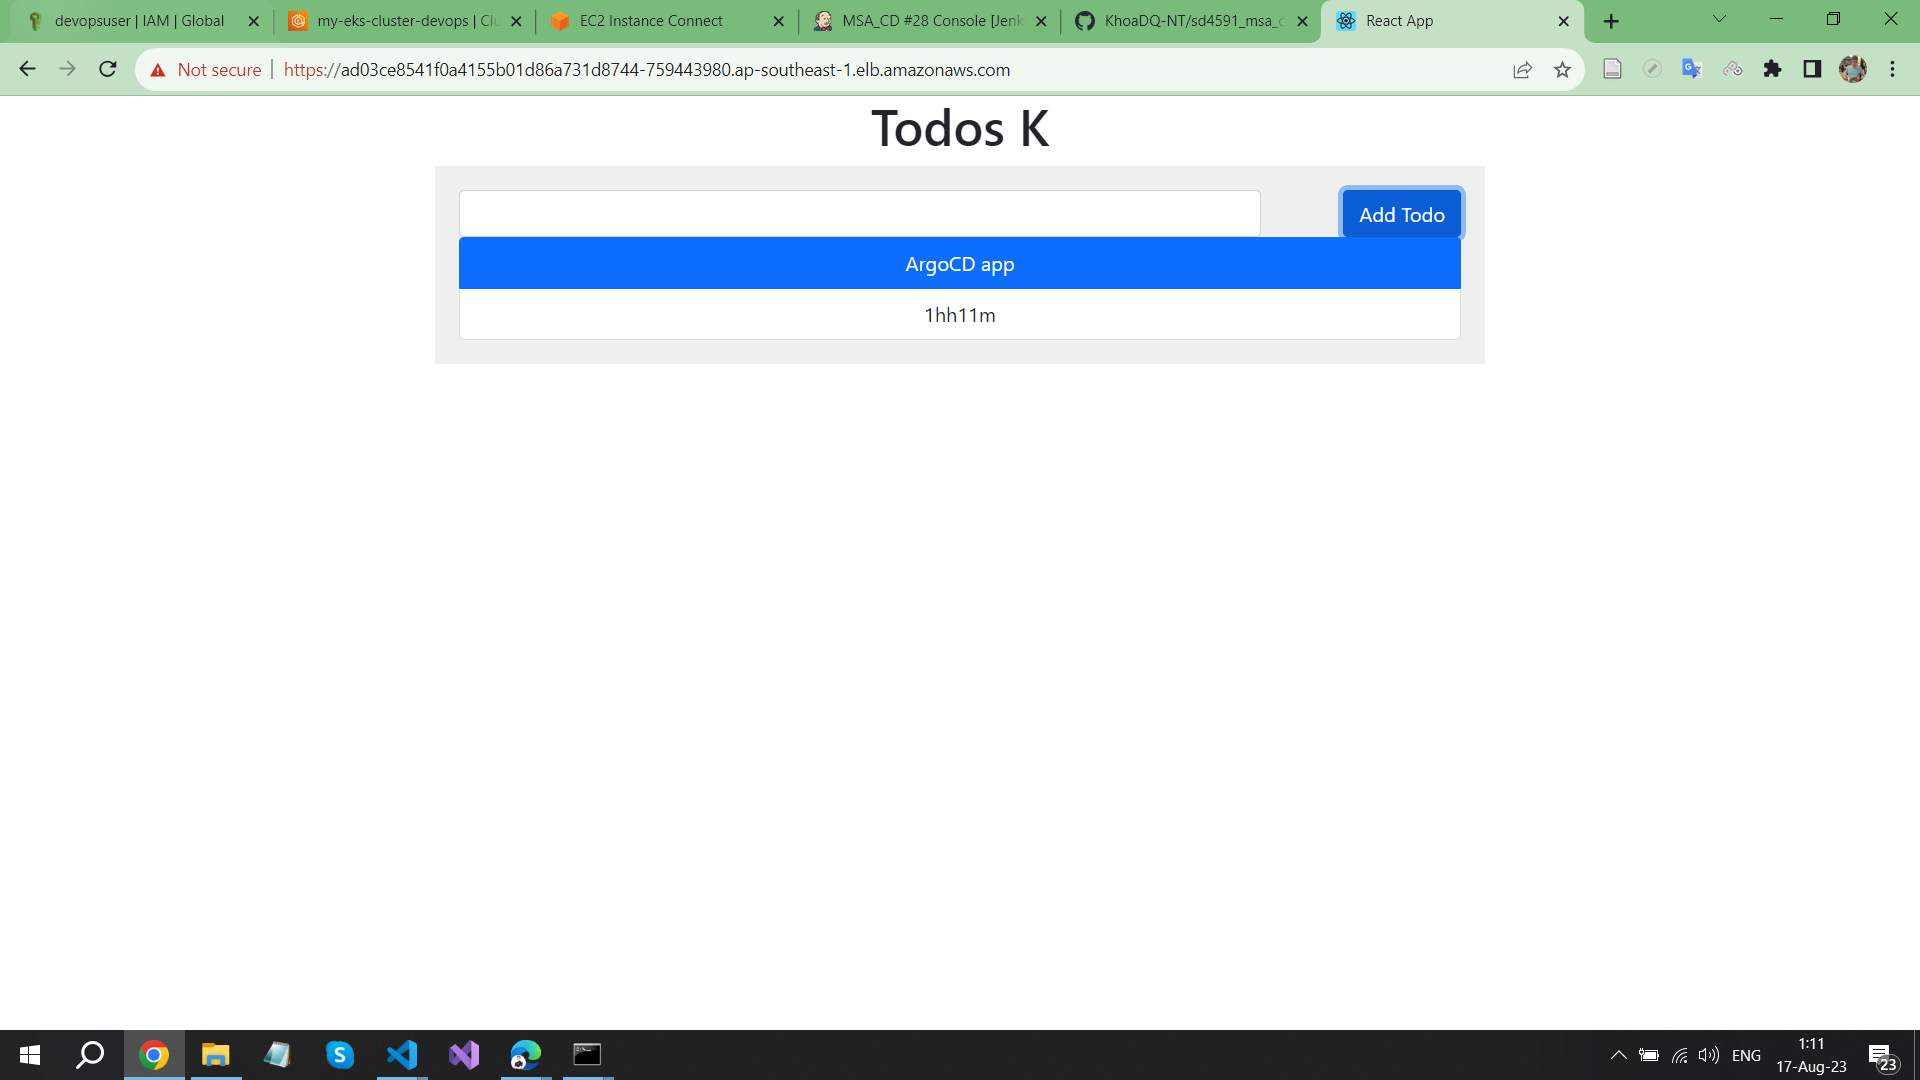 devopsuser | IAM | Global
my-eks-cluster-devops | Clu
EC2 Instance Connect
MSA_CD #28 Console [Jenk
KhoaDQ-NT/sd4591_msa_c
React App
Not secure
https://ad03ce8541f0a4155b01d86a731d8744-759443980.ap-southeast-1.elb.amazonaws.com
Todos K
Add Todo
ArgoCD app
1hh11m
ENG
1:11
17-Aug-23
23